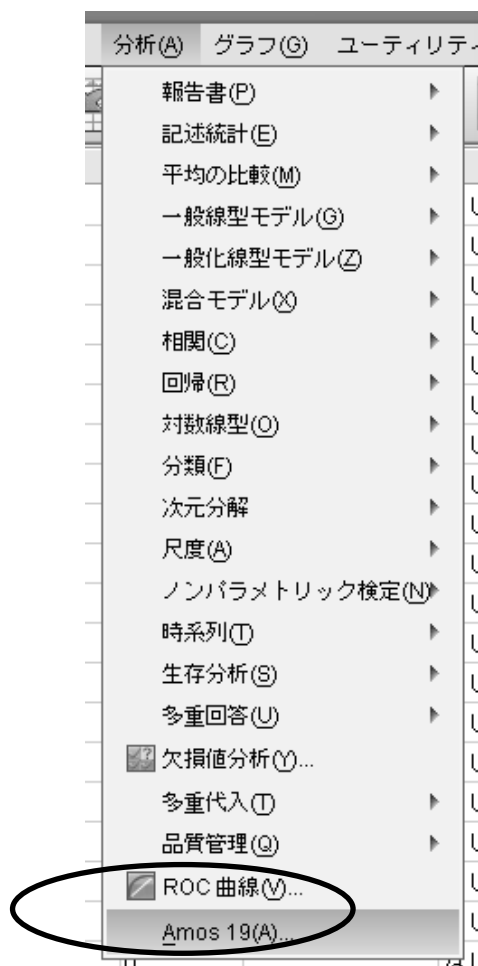 分析(A) グラフ(G) ユーティリテ
報告書(P)
記述統計(E)
平均の比較(M)
一般線型モデル(G)
一般化線型モデル(Z)
混合モデル(X)
相関(C)
回帰(R)
対数線型(O)
分類(F)
次元分解
尺度(A)
ノンパラメトリック検定(N)
時系列(T)
生存分析(S)
多重回答(U)
欠損値分析(Y)...
多重代入(T)
品質管理(Q)
ROC 曲線(V)...
Amos 19(A)...